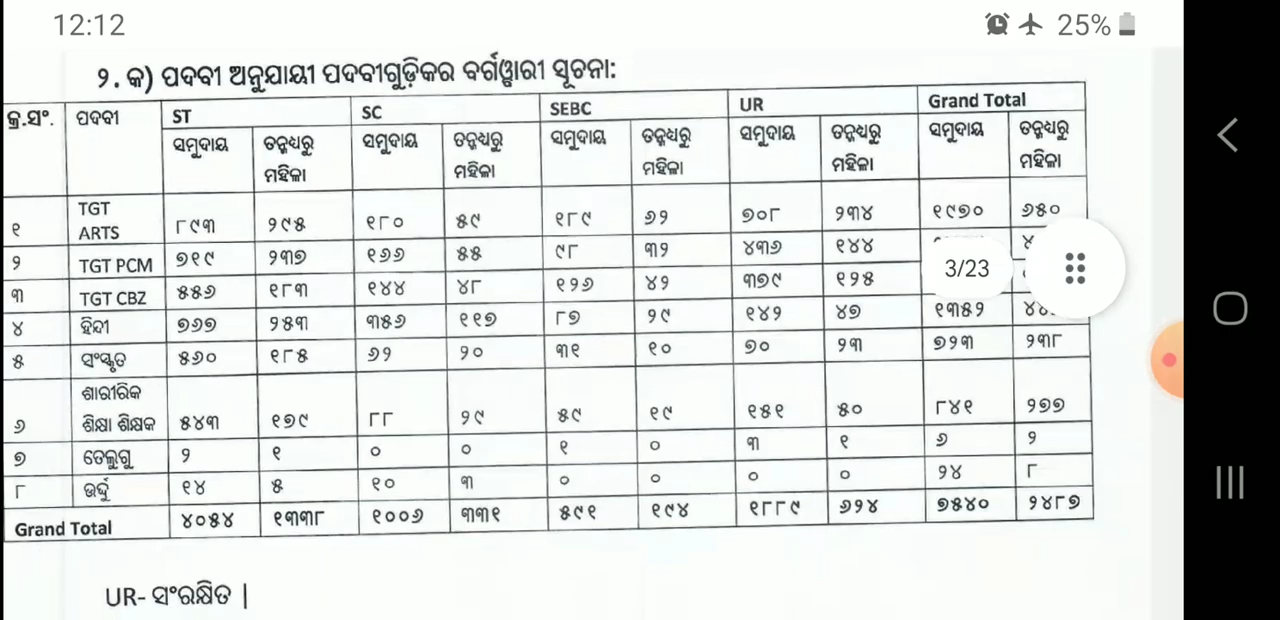 12:12
25%
୨. କ) ପଦବୀ ଅନୁଯାୟୀ ପଦବୀଗୁଡ଼ିକର ବର୍ଗୱାରୀ ସୂଚନା:
କ୍ର.ସଂ. ପଦବୀ ST SC SEBC UR Grand Total
ସମୁଦାୟ ତନ୍ମଧ୍ୟରୁ ମହିଳା ସମୁଦାୟ ତନ୍ମଧ୍ୟରୁ ମହିଳା ସମୁଦାୟ ତନ୍ମଧ୍ୟରୁ ମହିଳା ସମୁଦାୟ ତନ୍ମଧ୍ୟରୁ ମହିଳା ସମୁଦାୟ ତନ୍ମଧ୍ୟରୁ ମହିଳା
୧ TGT ARTS ୮୯୩ ୨୯୫ ୧୮୦ ୫୯ ୧୮୯ ୬୨ ୭୦୮ ୨୩୪ ୧୯୭୦ ୬୫୦
୨ TGT PCM ୭୧୯ ୨୩୭ ୧୬୬ ୫୫ ୯୮ ୩୨ ୪୩୬ ୧୪୪
୩ TGT CBZ ୫୫୬ ୧୮୩ ୧୪୪ ୪୮ ୧୨୬ ୪୨ ୩୭୯ ୧୨୫
3/23
୪ ହିନ୍ଦୀ ୭୬୭ ୨୫୩ ୩୫୬ ୧୧୭ ୮୭ ୨୯ ୧୪୨ ୪୭ ୧୩୫୨
୫ ସଂସ୍କୃତ ୫୬୦ ୧୮୫ ୬୨ ୨୦ ୩୧ ୧୦ ୭୦ ୨୩ ୭୨୩ ୨୩୮
୬ ଶାରୀରିକ ଶିକ୍ଷା ଶିକ୍ଷକ ୫୪୩ ୧୭୯ ୮୮ ୨୯ ୫୯ ୧୯ ୧୫୧ ୫୦ ୮୪୧ ୨୭୭
୭ ତେଲୁଗୁ ୨ ୧ ୦ ୦ ୧ ୦ ୩ ୧ ୬ ୨
୮ ଉର୍ଦ୍ଦୁ ୧୪ ୫ ୧୦ ୩ ୦ ୦ ୦ ୦ ୨୪ ୮
Grand Total ୪୦୫୪ ୧୩୩୮ ୧୦୦୬ ୩୩୧ ୫୯୧ ୧୯୪ ୧୮୮୯ ୬୨୪ ୭୫୪୦ ୨୪୮୭
UR- ସଂରକ୍ଷିତ |